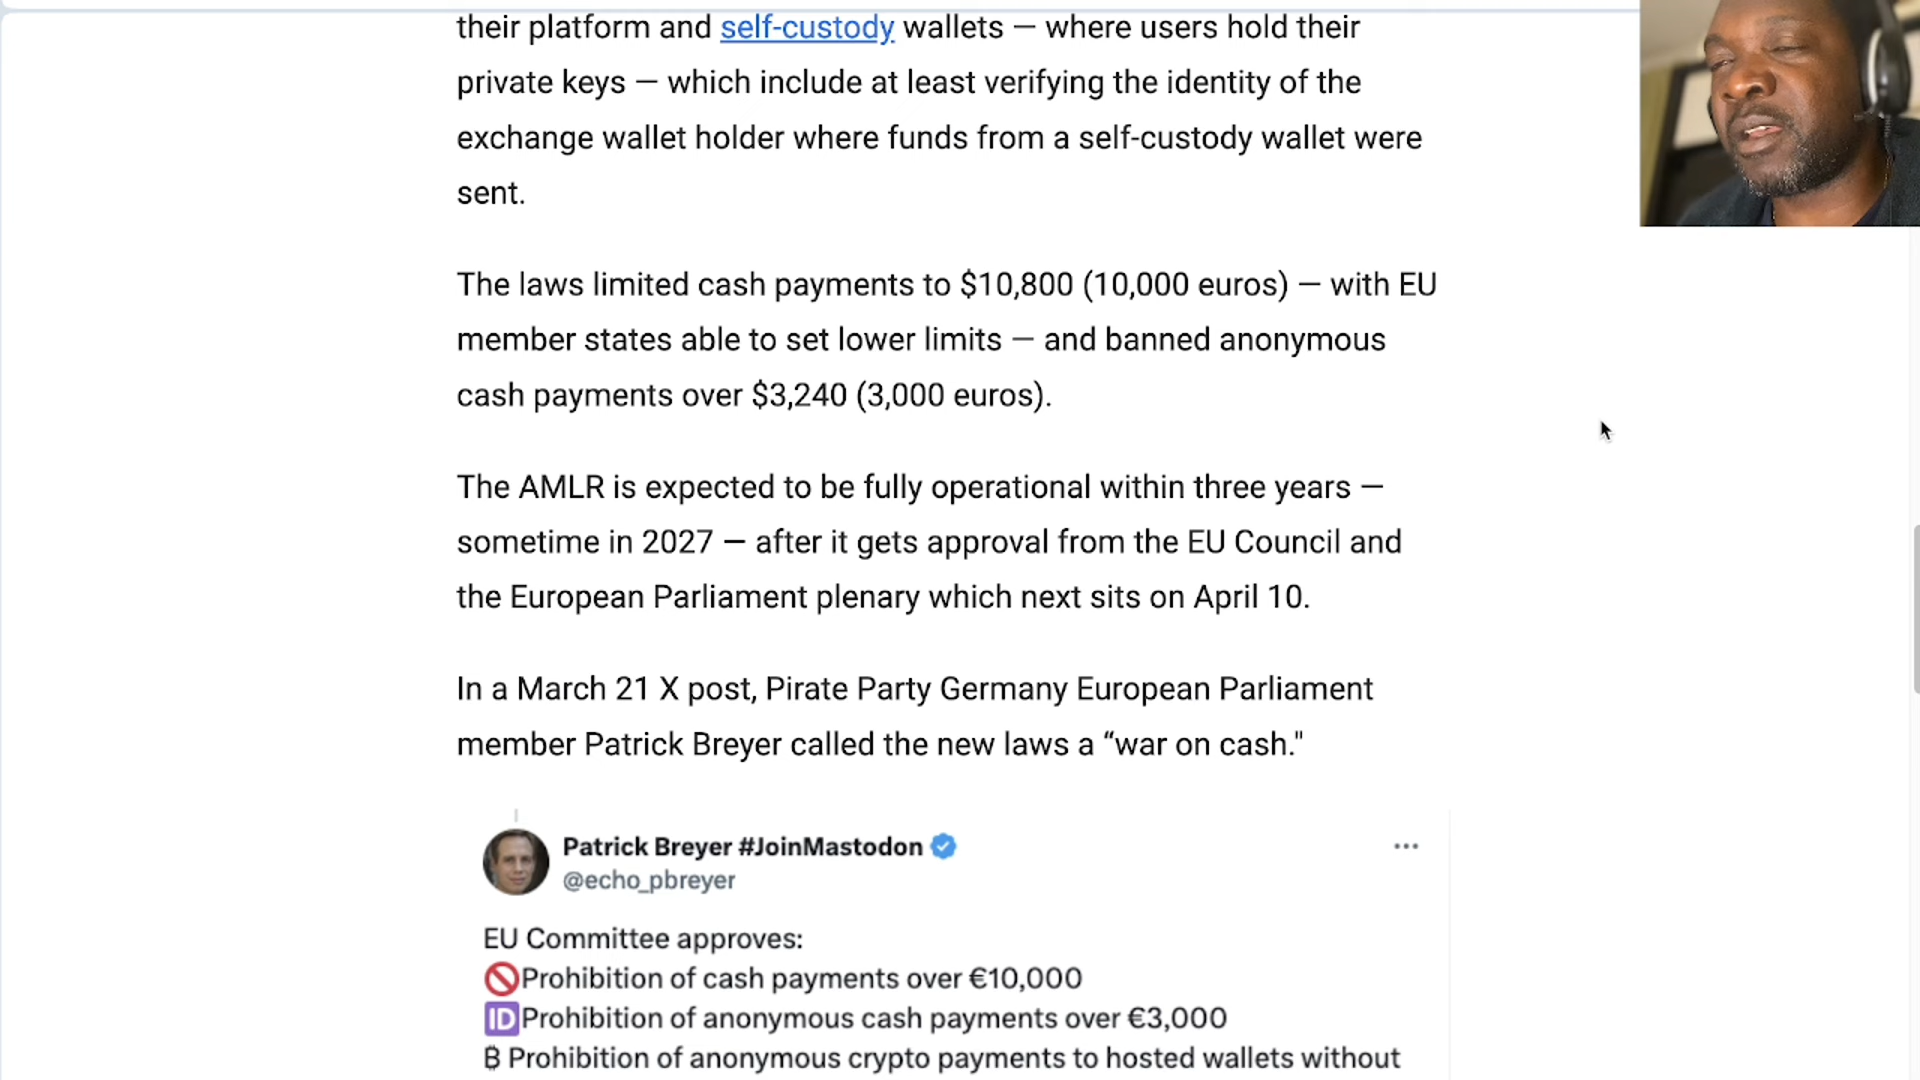 their platform and self-custody wallets — where users hold their
private keys — which include at least verifying the identity of the
exchange wallet holder where funds from a self-custody wallet were
sent.
The laws limited cash payments to $10,800 (10,000 euros) — with EU
member states able to set lower limits — and banned anonymous
cash payments over $3,240 (3,000 euros).
The AMLR is expected to be fully operational within three years —
sometime in 2027 — after it gets approval from the EU Council and
the European Parliament plenary which next sits on April 10.
In a March 21 X post, Pirate Party Germany European Parliament
member Patrick Breyer called the new laws a “war on cash."
Patrick Breyer #JoinMastodon
@echo_pbreyer
EU Committee approves:
🚫Prohibition of cash payments over €10,000
🆔Prohibition of anonymous cash payments over €3,000
₿ Prohibition of anonymous crypto payments to hosted wallets without